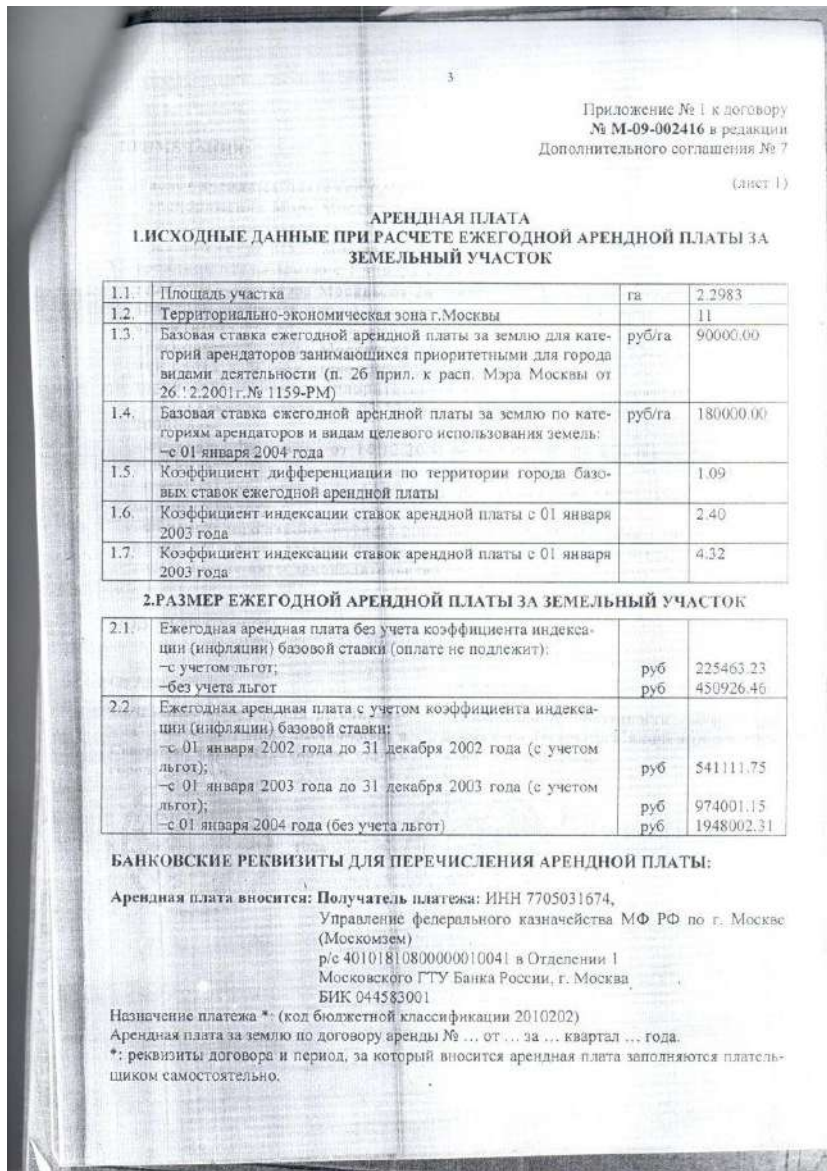 3
Приложение № 1 к договору
№ М-09-002416 в редакции
Дополнительного соглашения № 7
(лист 1)
АРЕНДНАЯ ПЛАТА
1.ИСХОДНЫЕ ДАННЫЕ ПРИ РАСЧЕТЕ ЕЖЕГОДНОЙ АРЕНДНОЙ ПЛАТЫ ЗА
ЗЕМЕЛЬНЫЙ УЧАСТОК
1.1. Площадь участка га 2.2983
1.2. Территориально-экономическая зона г.Москвы 11
1.3. Базовая ставка ежегодной арендной платы за землю для кате- руб/га 90000.00
горий арендаторов занимающихся приоритетными для города
видами деятельности (п. 26 прил. к расп. Мэра Москвы от
26.12.2001г.№ 1159-РМ)
1.4. Базовая ставка ежегодной арендной платы за землю по кате- руб/га 180000.00
гориям арендаторов и видам целевого использования земель:
–с 01 января 2004 года
1.5. Коэффициент дифференциации по территории города базо- 1.09
вых ставок ежегодной арендной платы
1.6. Коэффициент индексации ставок арендной платы с 01 января 2.40
2003 года
1.7. Коэффициент индексации ставок арендной платы с 01 января 4.32
2003 года
2.РАЗМЕР ЕЖЕГОДНОЙ АРЕНДНОЙ ПЛАТЫ ЗА ЗЕМЕЛЬНЫЙ УЧАСТОК
2.1. Ежегодная арендная плата без учета коэффициента индекса-
ции (инфляции) базовой ставки (оплате не подлежит):
–с учетом льгот; руб 225463.23
–без учета льгот руб 450926.46
2.2. Ежегодная арендная плата с учетом коэффициента индекса-
ции (инфляции) базовой ставки:
–с 01 января 2002 года до 31 декабря 2002 года (с учетом
льгот); руб 541111.75
–с 01 января 2003 года до 31 декабря 2003 года (с учетом
льгот); руб 974001.15
–с 01 января 2004 года (без учета льгот) руб 1948002.31
БАНКОВСКИЕ РЕКВИЗИТЫ ДЛЯ ПЕРЕЧИСЛЕНИЯ АРЕНДНОЙ ПЛАТЫ:
Арендная плата вносится: Получатель платежа: ИНН 7705031674,
Управление федерального казначейства МФ РФ по г. Москве
(Москомзем)
р/с 40101810800000010041 в Отделении 1
Московского ГТУ Банка России, г. Москва
БИК 044583001
Назначение платежа *: (код бюджетной классификации 2010202)
Арендная плата за землю по договору аренды № ... от ... за ... квартал ... года.
*: реквизиты договора и период, за который вносится арендная плата заполняются платель-
щиком самостоятельно.